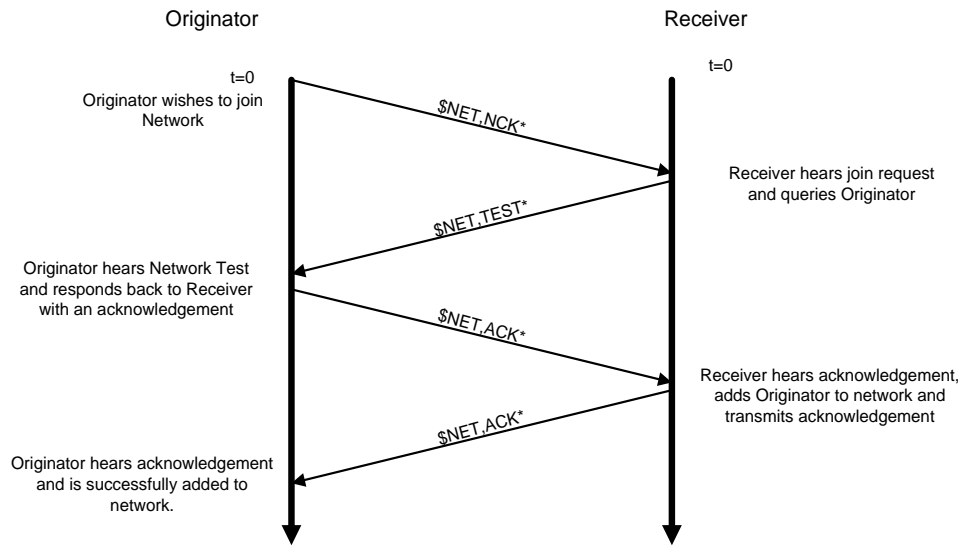 Originator
Receiver
t=0
t=0
Originator wishes to join
Network
$NET,NCK*
Receiver hears join request
and queries Originator
$NET,TEST*
Originator hears Network Test
and responds back to Receiver
with an acknowledgement
$NET,ACK*
Receiver hears acknowledgement,
adds Originator to network and
transmits acknowledgement
$NET,ACK*
Originator hears acknowledgement
and is successfully added to
network.